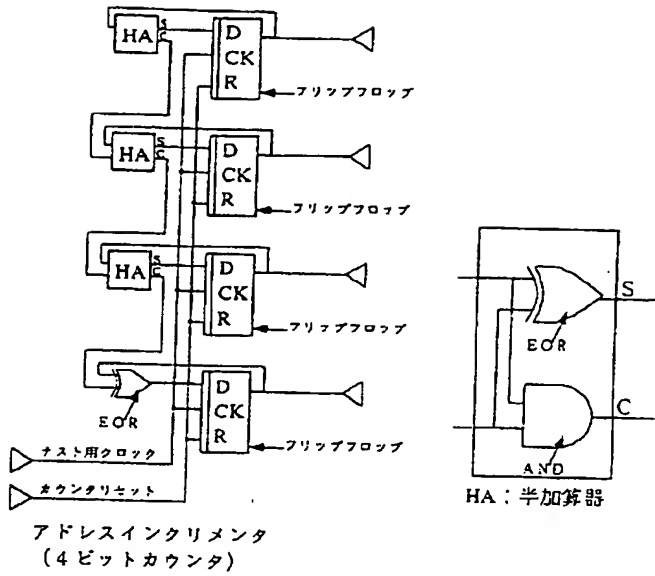 HA
S
C
D
CK
R
フリップフロップ
HA
S
C
D
CK
R
フリップフロップ
HA
S
C
D
CK
R
フリップフロップ
EOR
D
CK
R
フリップフロップ
テスト用クロック
カウンタリセット
アドレスインクリメンタ
(4ビットカウンタ)
S
EOR
C
AND
HA:半加算器